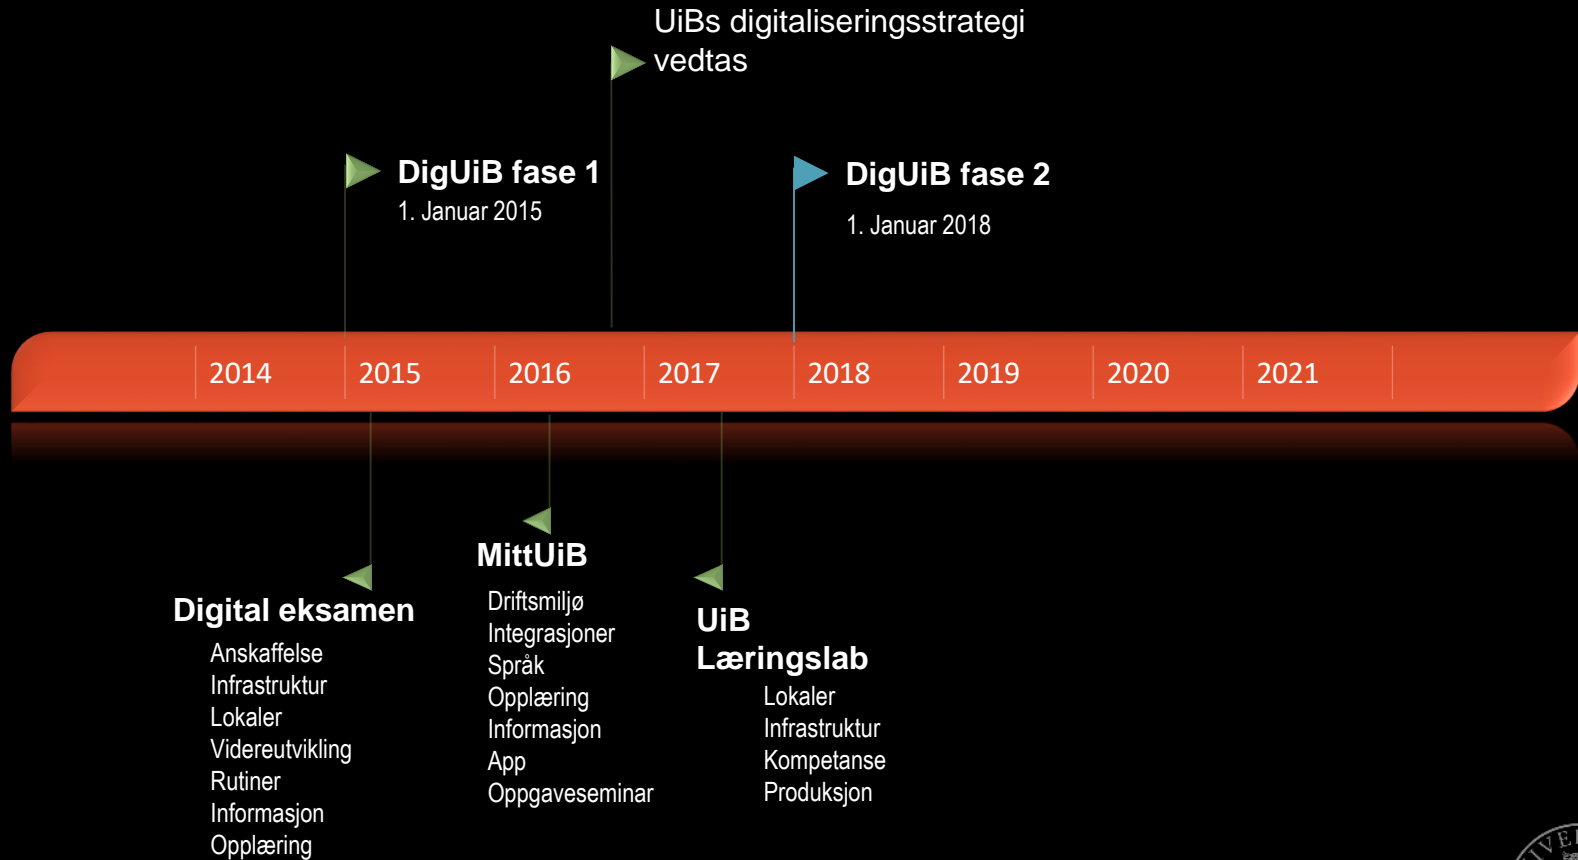 UiBs digitaliseringsstrategi
vedtas
DigUiB fase 1
1. Januar 2015
DigUiB fase 2
1. Januar 2018
2014
2015
2016
2017
2018
2019
2020
2021
Digital eksamen
Anskaffelse
Infrastruktur
Lokaler
Videreutvikling
Rutiner
Informasjon
Opplæring
MittUiB
Driftsmiljø
Integrasjoner
Språk
Opplæring
Informasjon
App
Oppgaveseminar
UiB
Læringslab
Lokaler
Infrastruktur
Kompetanse
Produksjon